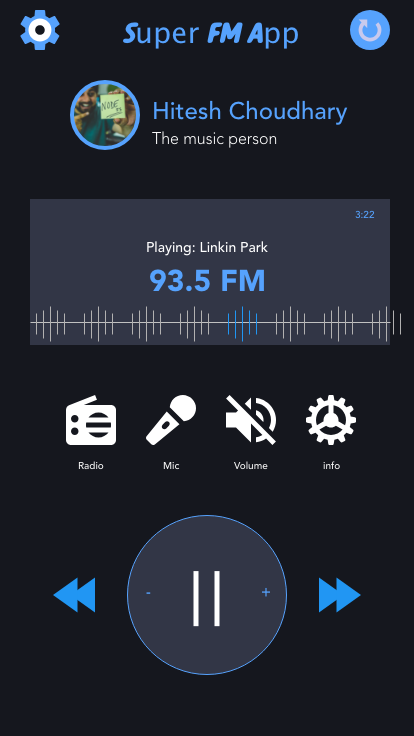 Super FM App
NODE
Hitesh Choudhary
The music person
3:22
Playing: Linkin Park
93.5 FM
Radio
Mic
Volume
info
-
+